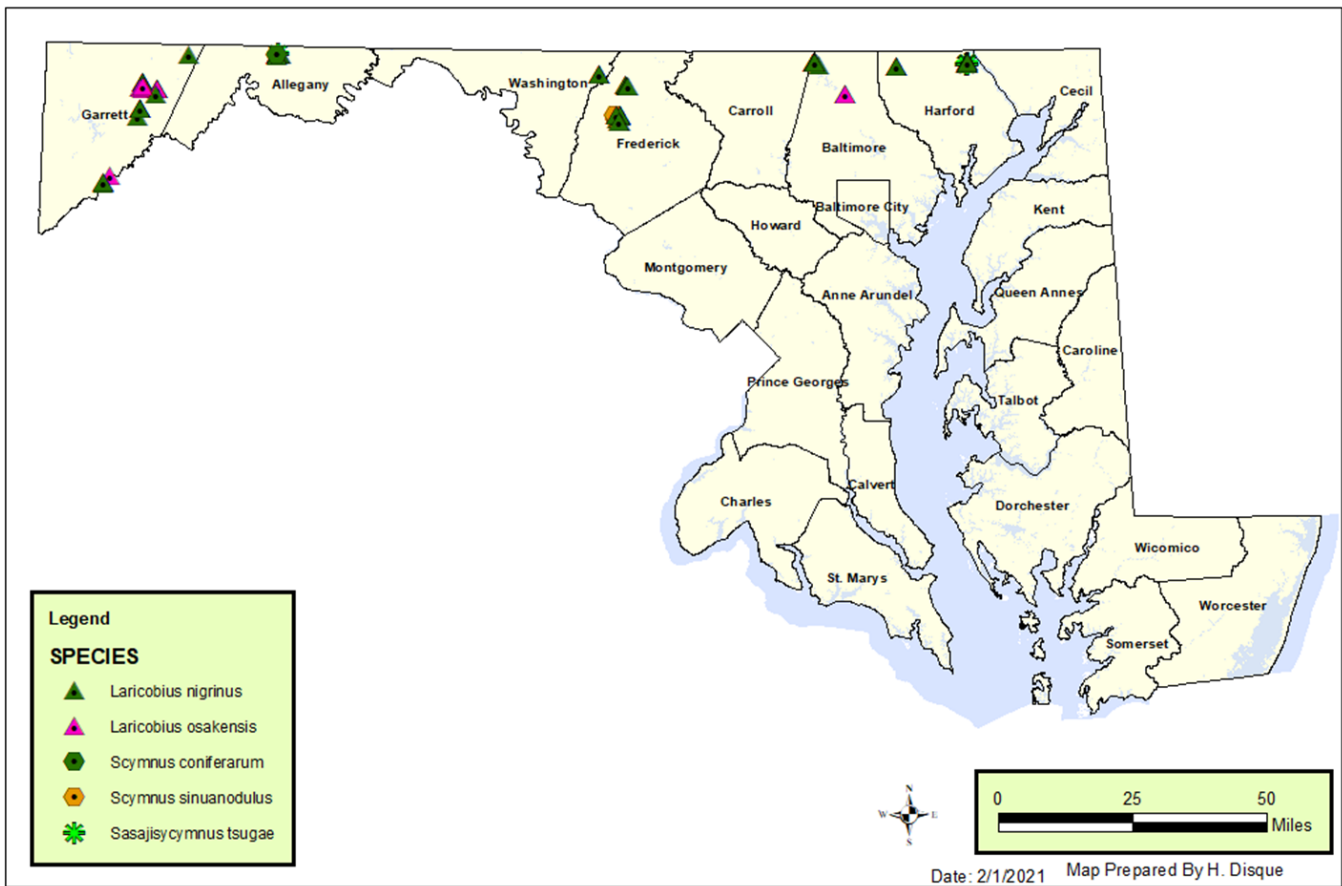 Garrett
Allegany
Washington
Frederick
Carroll
Baltimore
Harford
Cecil
Baltimore City
Howard
Kent
Montgomery
Anne Arundel
Queen Annes
Caroline
Prince Georges
Talbot
Calvert
Charles
Dorchester
St. Marys
Wicomico
Worcester
Somerset
Legend
SPECIES
Laricobius nigrinus
Laricobius osakensis
Scymnus coniferarum
Scymnus sinuanodulus
Sasajisycymnus tsugae
N
W E
S
0 25 50
Miles
Date: 2/1/2021 Map Prepared By H. Disque